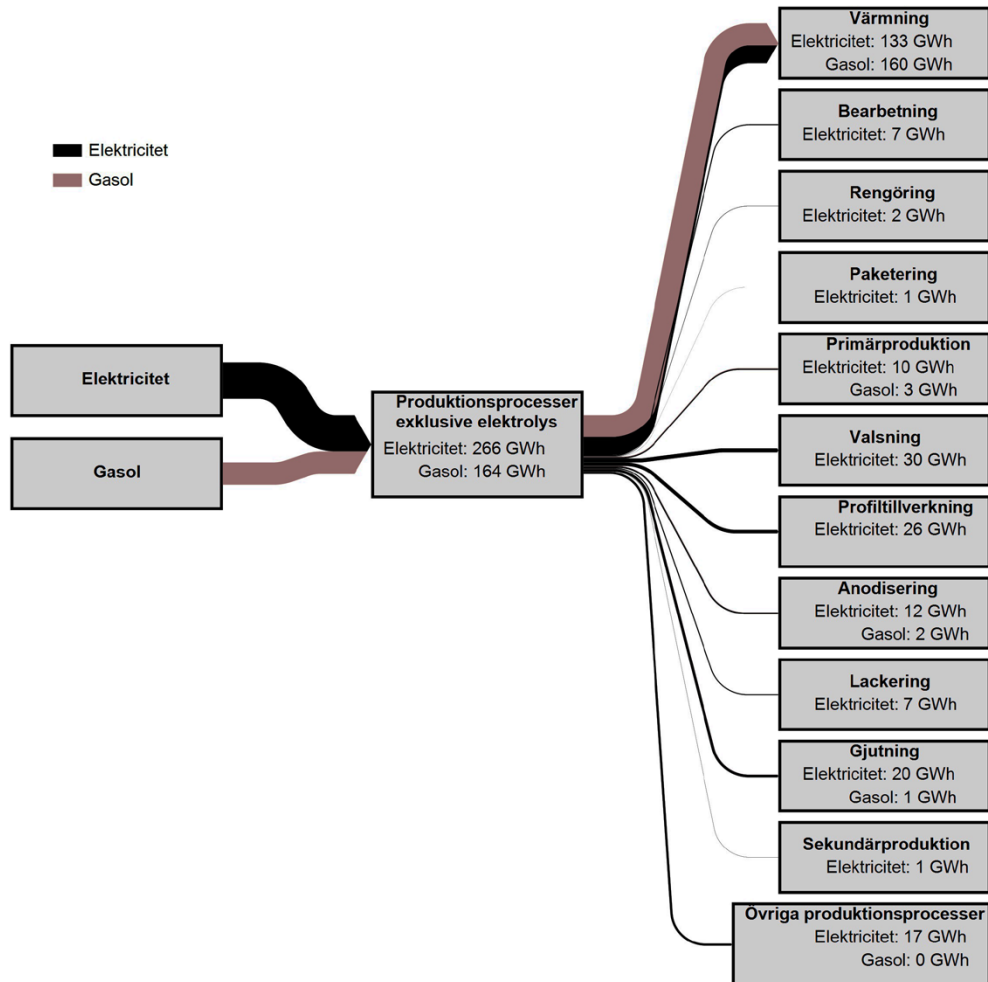 Elektricitet
Gasol
Elektricitet
Gasol
Produktionsprocesser
exklusive elektrolys
Elektricitet: 266 GWh
Gasol: 164 GWh
Värmning
Elektricitet: 133 GWh
Gasol: 160 GWh
Bearbetning
Elektricitet: 7 GWh
Rengöring
Elektricitet: 2 GWh
Paketering
Elektricitet: 1 GWh
Primärproduktion
Elektricitet: 10 GWh
Gasol: 3 GWh
Valsning
Elektricitet: 30 GWh
Profiltillverkning
Elektricitet: 26 GWh
Anodisering
Elektricitet: 12 GWh
Gasol: 2 GWh
Lackering
Elektricitet: 7 GWh
Gjutning
Elektricitet: 20 GWh
Gasol: 1 GWh
Sekundärproduktion
Elektricitet: 1 GWh
Övriga produktionsprocesser
Elektricitet: 17 GWh
Gasol: 0 GWh